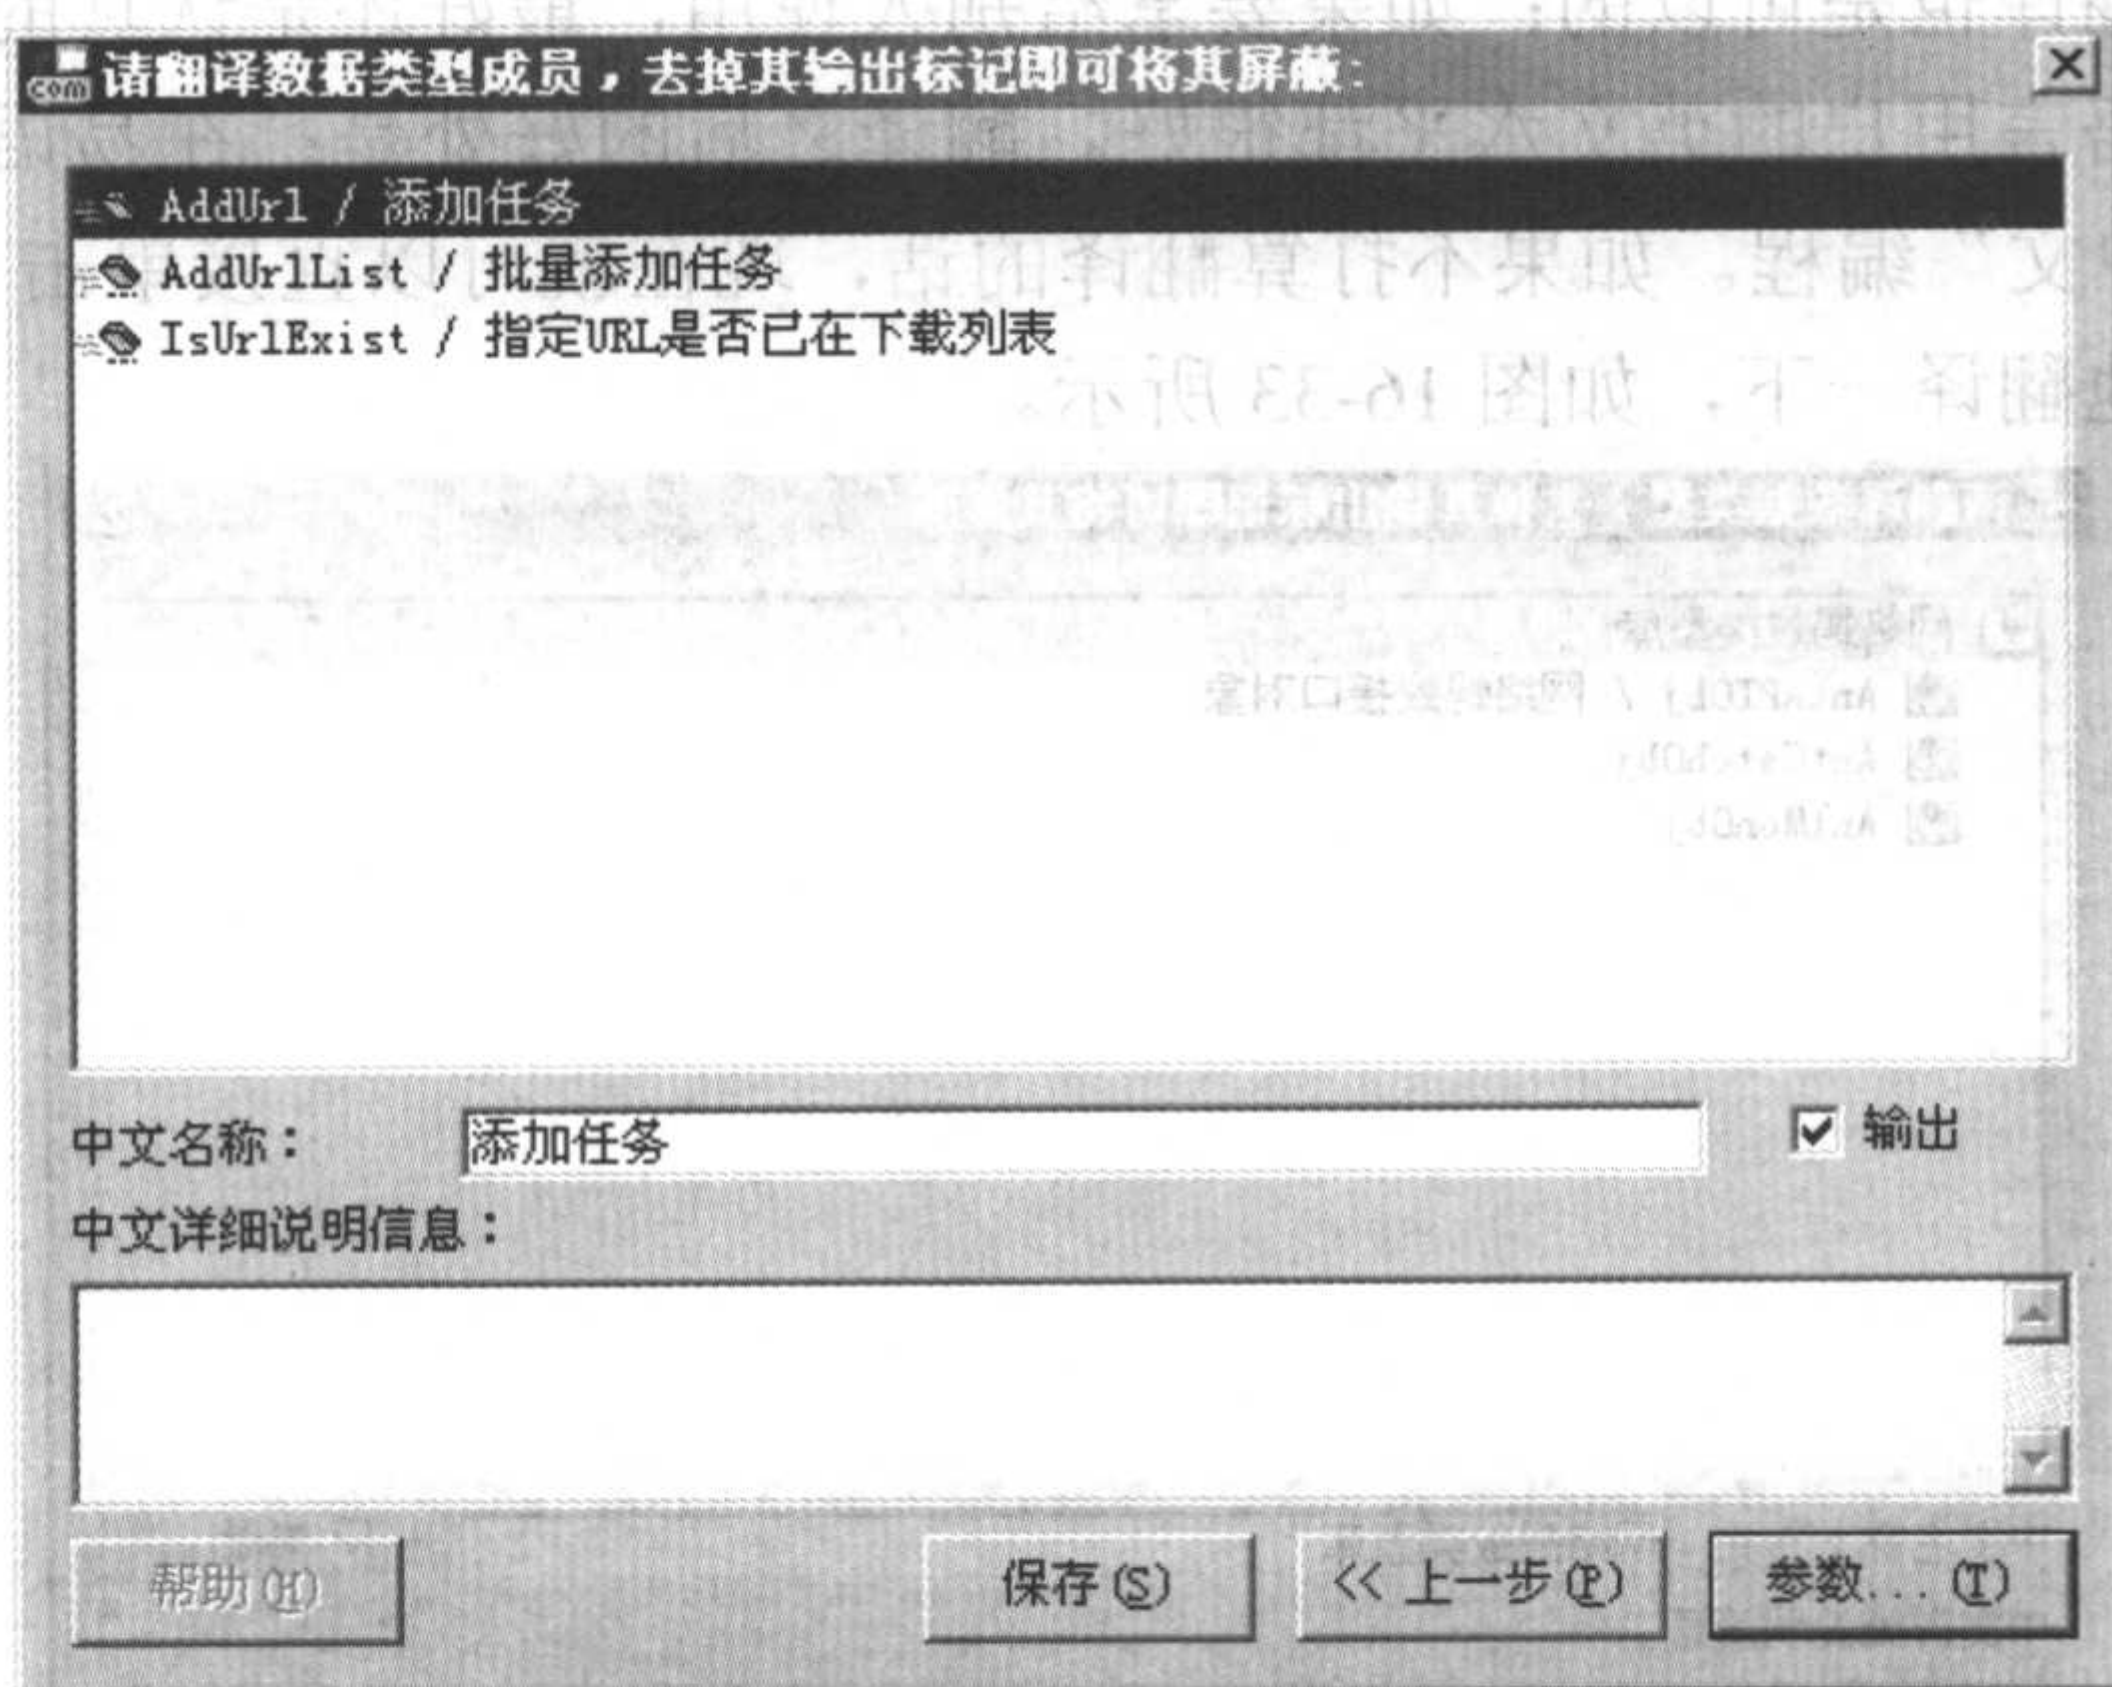 com 请翻译数据类型成员，去掉其输出标记即可将其屏蔽：
AddUrl / 添加任务
AddUrlList / 批量添加任务
IsUrlExist / 指定URL是否已在下载列表
中文名称：
添加任务
输出
中文详细说明信息：
帮助(H)
保存(S)
<< 上一步(P)
参数...(T)